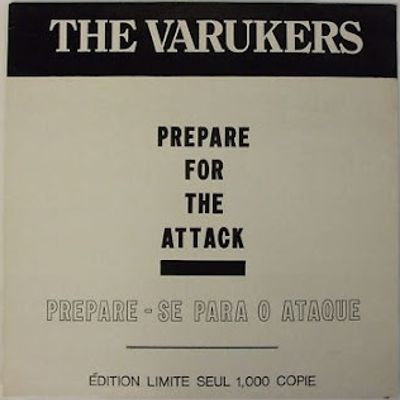 THE VARUKERS
PREPARE
FOR
THE
ATTACK
PREPARE-SE PARA O ATAQUE
ÉDITION LIMITE SEUL 1,000 COPIE